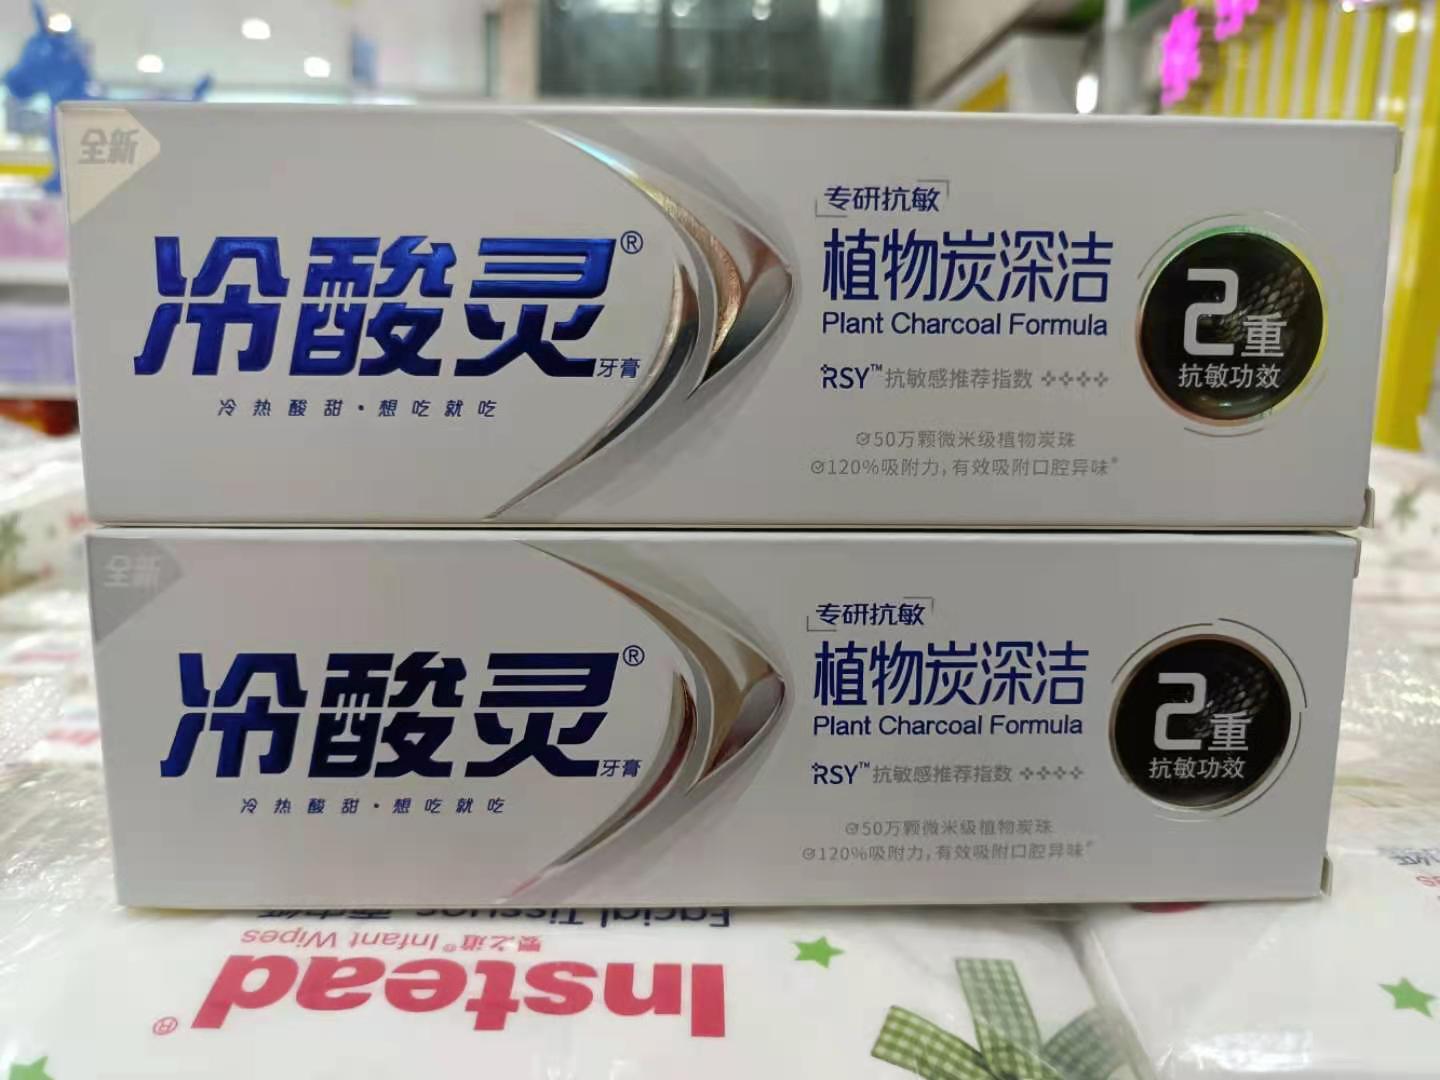 全新
冷酸灵®
牙膏
冷热酸甜·想吃就吃
专研抗敏
植物炭深洁
Plant Charcoal Formula
RSY™抗敏感推荐指数
50万颗微米级植物炭珠
120%吸附力,有效吸附口腔异味*
2重
抗敏功效
全新
冷酸灵®
牙膏
冷热酸甜·想吃就吃
专研抗敏
植物炭深洁
Plant Charcoal Formula
RSY™抗敏感推荐指数
50万颗微米级植物炭珠
120%吸附力,有效吸附口腔异味*
2重
抗敏功效
Instead®
婴之道®Infant Wipes
Facial Tissues